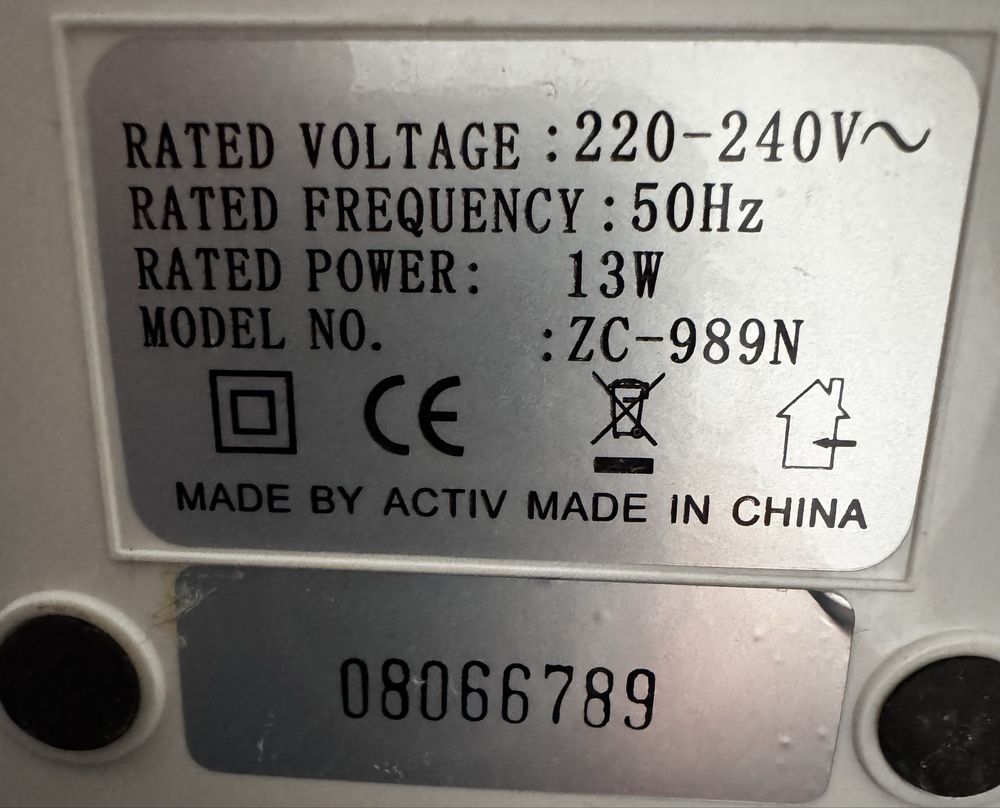 RATED VOLTAGE :220-240V~
RATED FREQUENCY:50Hz
RATED POWER: 13W
MODEL NO. :ZC-989N
CE
MADE BY ACTIV MADE IN CHINA
08066789